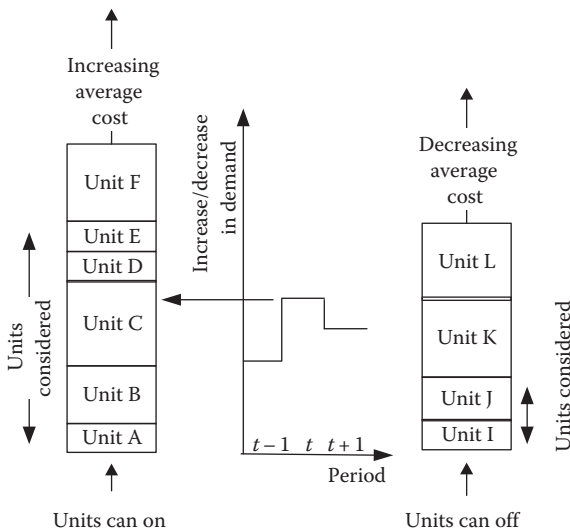 Increasing
average
cost
Unit F
Unit E
Unit D
Unit C
Unit B
Unit A
Units
considered
Units can on
Increase/decrease
in demand
t – 1 t t + 1
Period
Decreasing
average
cost
Unit L
Unit K
Unit J
Unit I
Units considered
Units can off